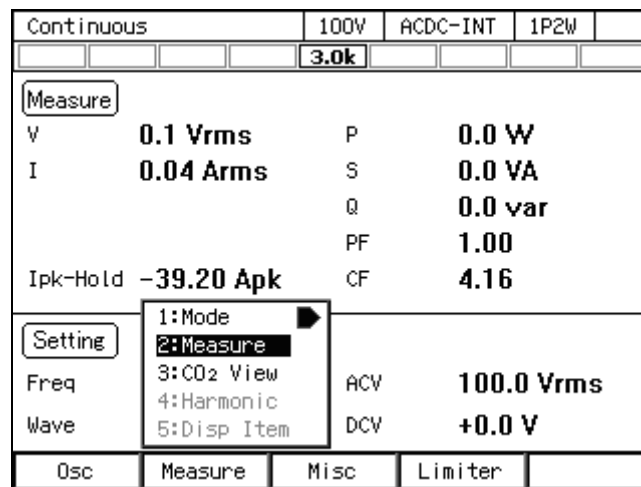 Continuous 100V ACDC-INT 1P2W
3.0k
Measure
V 0.1 Vrms P 0.0 W
I 0.04 Arms S 0.0 VA
Q 0.0 var
PF 1.00
Ipk-Hold -39.20 Apk CF 4.16
1:Mode
Setting 2:Measure
3:CO2 View
Freq ACV 100.0 Vrms
4:Harmonic
Wave 5:Disp Item DCV +0.0 V
Osc Measure Misc Limiter